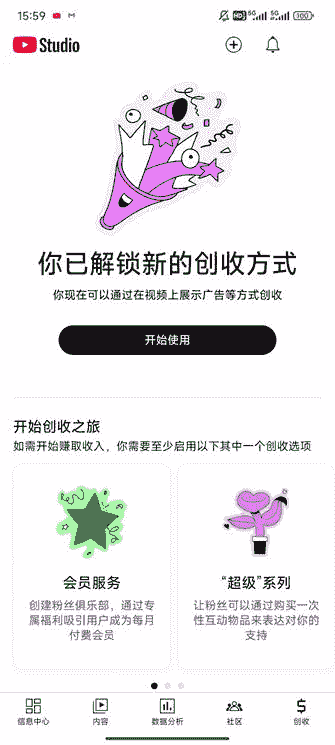 15:59
Studio
你已解锁新的创收方式
你现在可以通过在视频上展示广告等方式创收
开始使用
开始创收之旅
如需开始赚取收入，你需要至少启用以下其中一个创收选项
会员服务
创建粉丝俱乐部，通过专
属福利吸引用户成为每月
付费会员
“超级”系列
让粉丝可以通过购买一次
性互动物品来表达对你的
支持
信息中心
内容
数据分析
社区
创收